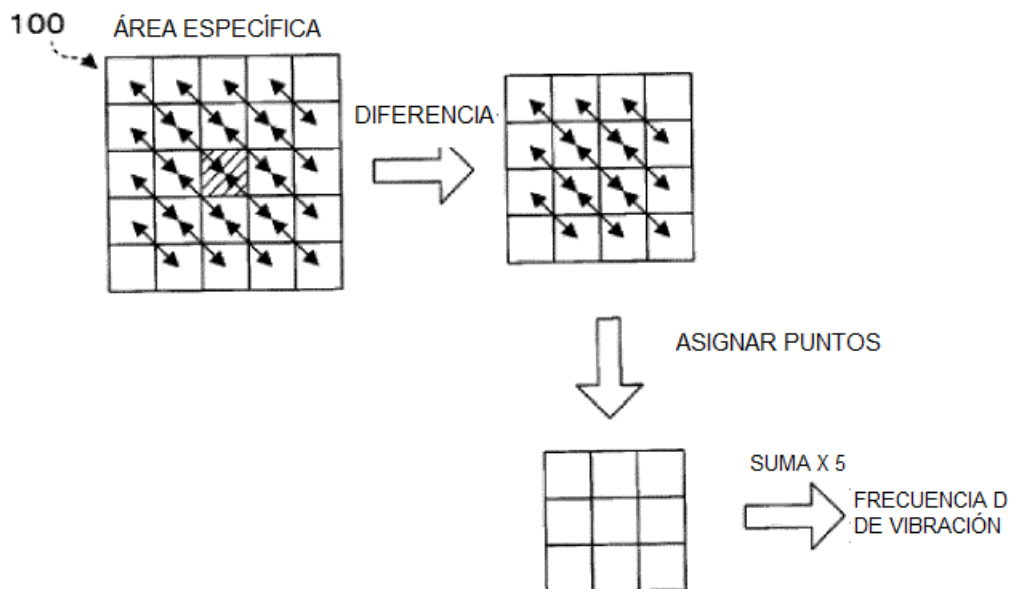 100
ÁREA ESPECÍFICA
DIFERENCIA
ASIGNAR PUNTOS
SUMA X 5
FRECUENCIA D
DE VIBRACIÓN